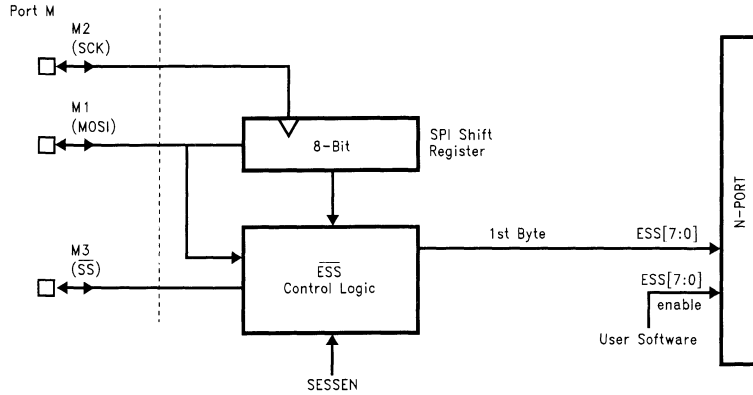 Port M
M2
(SCK)
M1
(MOSI)
8-Bit
SPI Shift
Register
M3
(SS)
ESS
Control Logic
1st Byte
ESS[7:0]
ESS[7:0]
enable
User Software
SESSEN
N-PORT